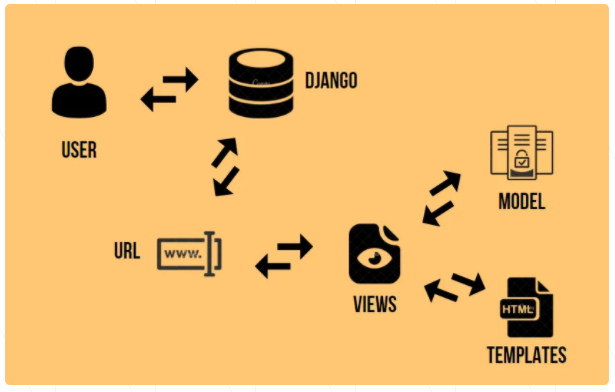 DJANGO
USER
MODEL
URL
www.
VIEWS
HTML
TEMPLATES